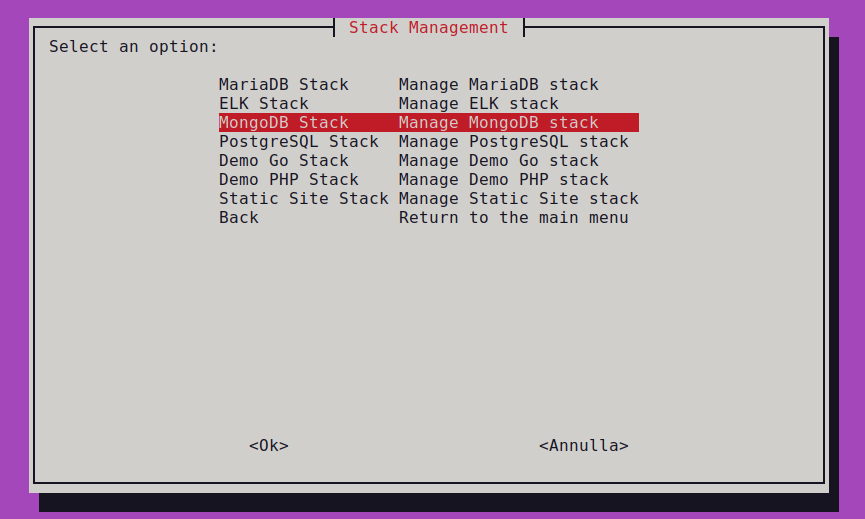 Stack Management
Select an option:
MariaDB Stack Manage MariaDB stack
ELK Stack Manage ELK stack
MongoDB Stack Manage MongoDB stack
PostgreSQL Stack Manage PostgreSQL stack
Demo Go Stack Manage Demo Go stack
Demo PHP Stack Manage Demo PHP stack
Static Site Stack Manage Static Site stack
Back Return to the main menu
<Ok> <Annulla>